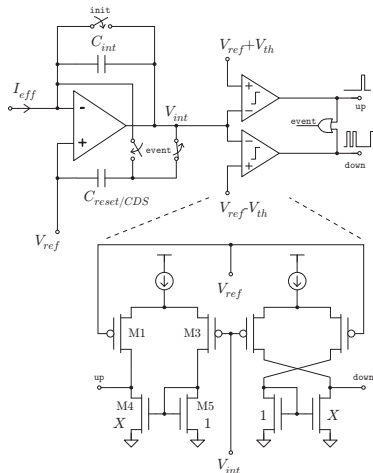 init
C_int
I_eff
V_ref+V_th
-
+
V_int
event
+
-
up
event
-
+
down
C_reset/CDS
V_ref
V_ref-V_th
V_ref
M1
M3
up
down
M4
M5
X
1
1
X
V_int